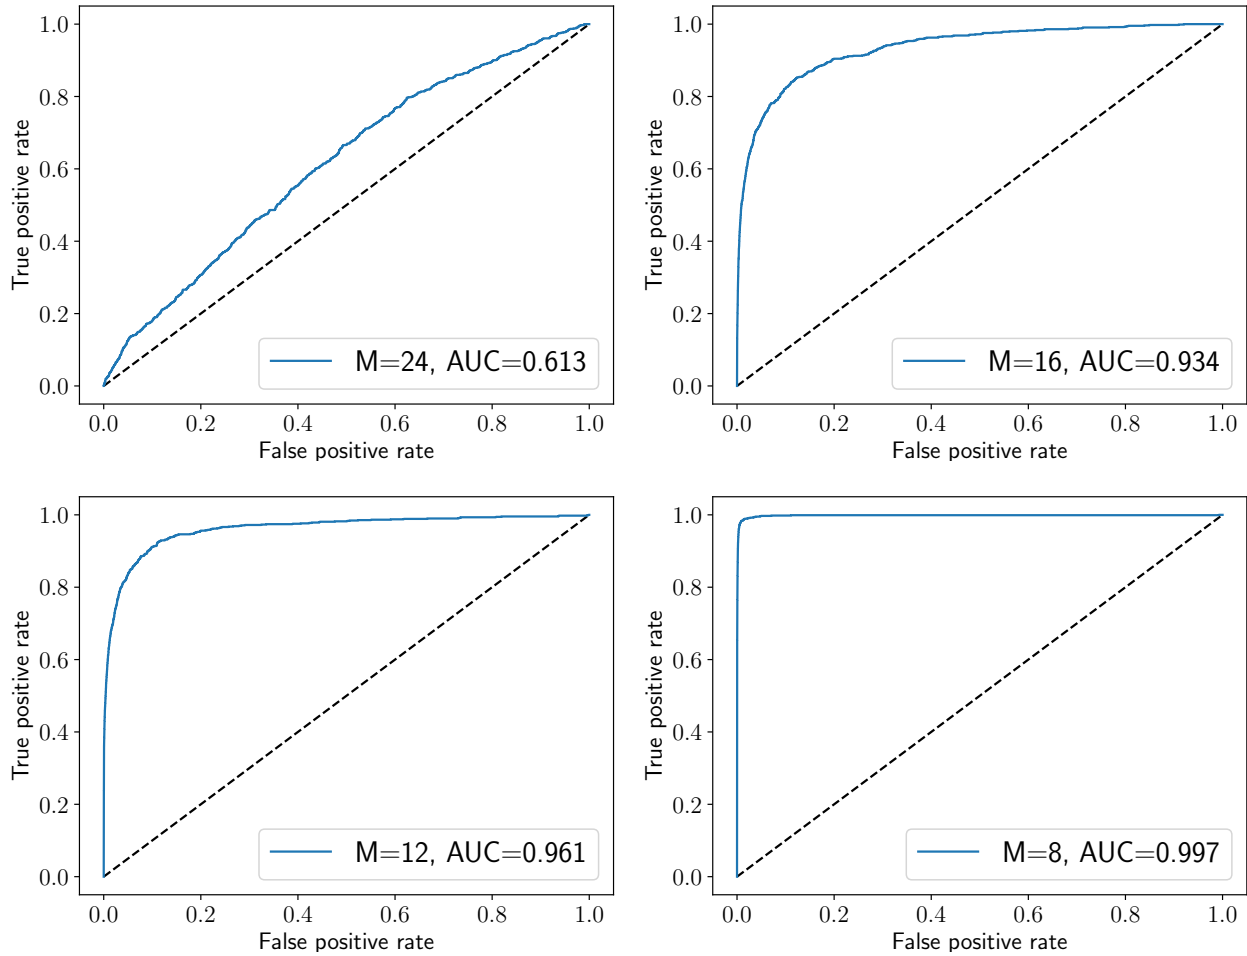 1.0
0.8
0.6
0.4
0.2
0.0
True positive rate
0.0 0.2 0.4 0.6 0.8 1.0
False positive rate
M=24, AUC=0.613
1.0
0.8
0.6
0.4
0.2
0.0
True positive rate
0.0 0.2 0.4 0.6 0.8 1.0
False positive rate
M=16, AUC=0.934
1.0
0.8
0.6
0.4
0.2
0.0
True positive rate
0.0 0.2 0.4 0.6 0.8 1.0
False positive rate
M=12, AUC=0.961
1.0
0.8
0.6
0.4
0.2
0.0
True positive rate
0.0 0.2 0.4 0.6 0.8 1.0
False positive rate
M=8, AUC=0.997